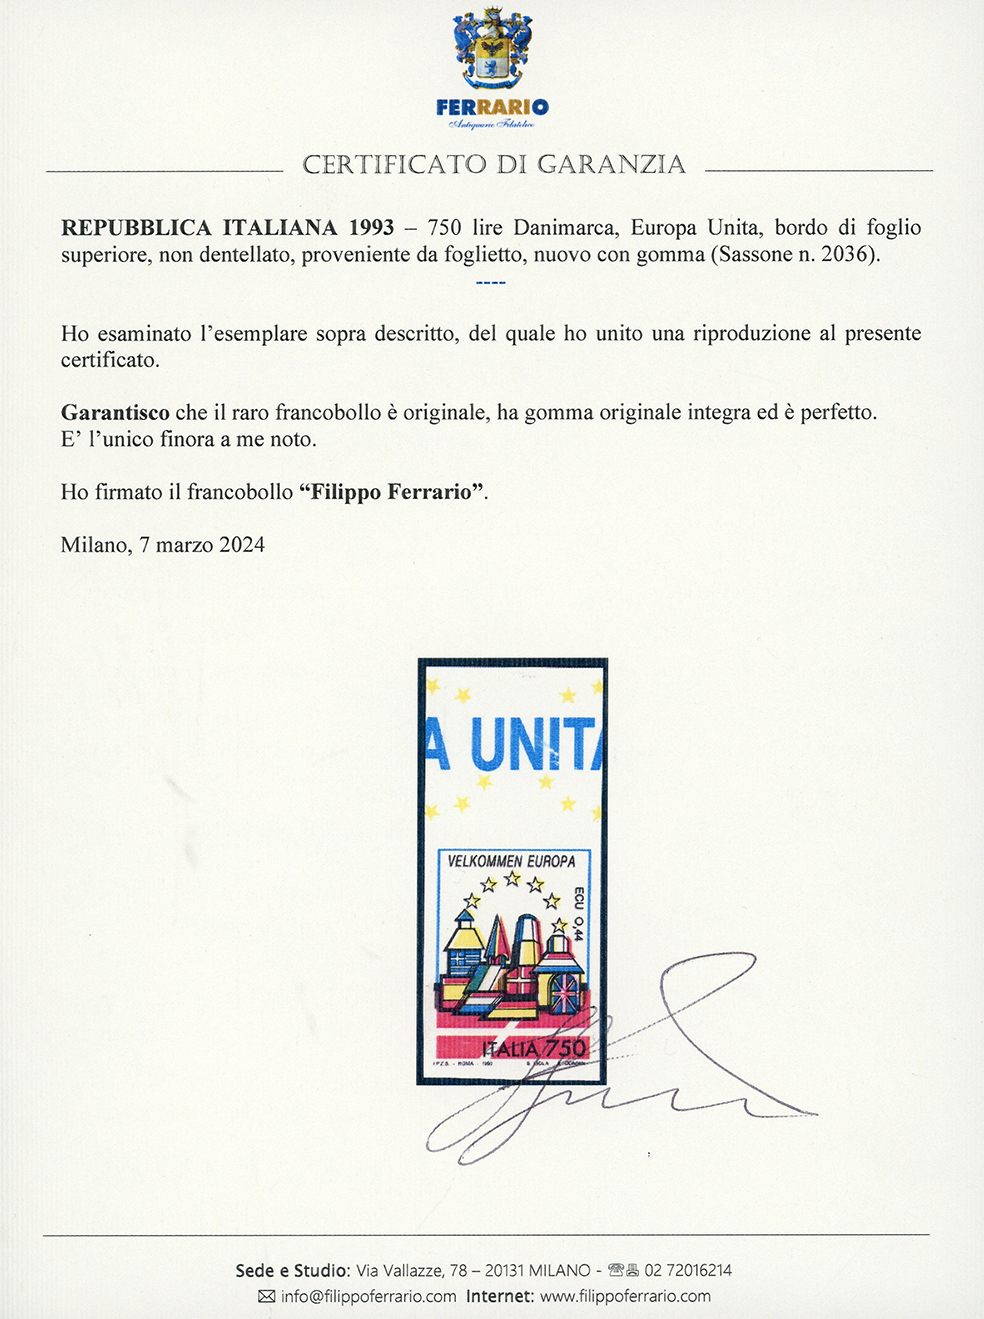 FERRARIO
Antiquario Filatelico
CERTIFICATO DI GARANZIA
REPUBBLICA ITALIANA 1993 – 750 lire Danimarca, Europa Unita, bordo di foglio
superiore, non dentellato, proveniente da foglietto, nuovo con gomma (Sassone n. 2036).
----
Ho esaminato l’esemplare sopra descritto, del quale ho unito una riproduzione al presente
certificato.
Garantisco che il raro francobollo è originale, ha gomma originale integra ed è perfetto.
E’ l’unico finora a me noto.
Ho firmato il francobollo “Filippo Ferrario”.
Milano, 7 marzo 2024
A UNITA
VELKOMMEN EUROPA
ECU 0,44
ITALIA 750
I.P.Z.S. - ROMA - 1993
Sede e Studio: Via Vallazze, 78 – 20131 MILANO - 02 72016214
info@filippoferrario.com Internet: www.filippoferrario.com